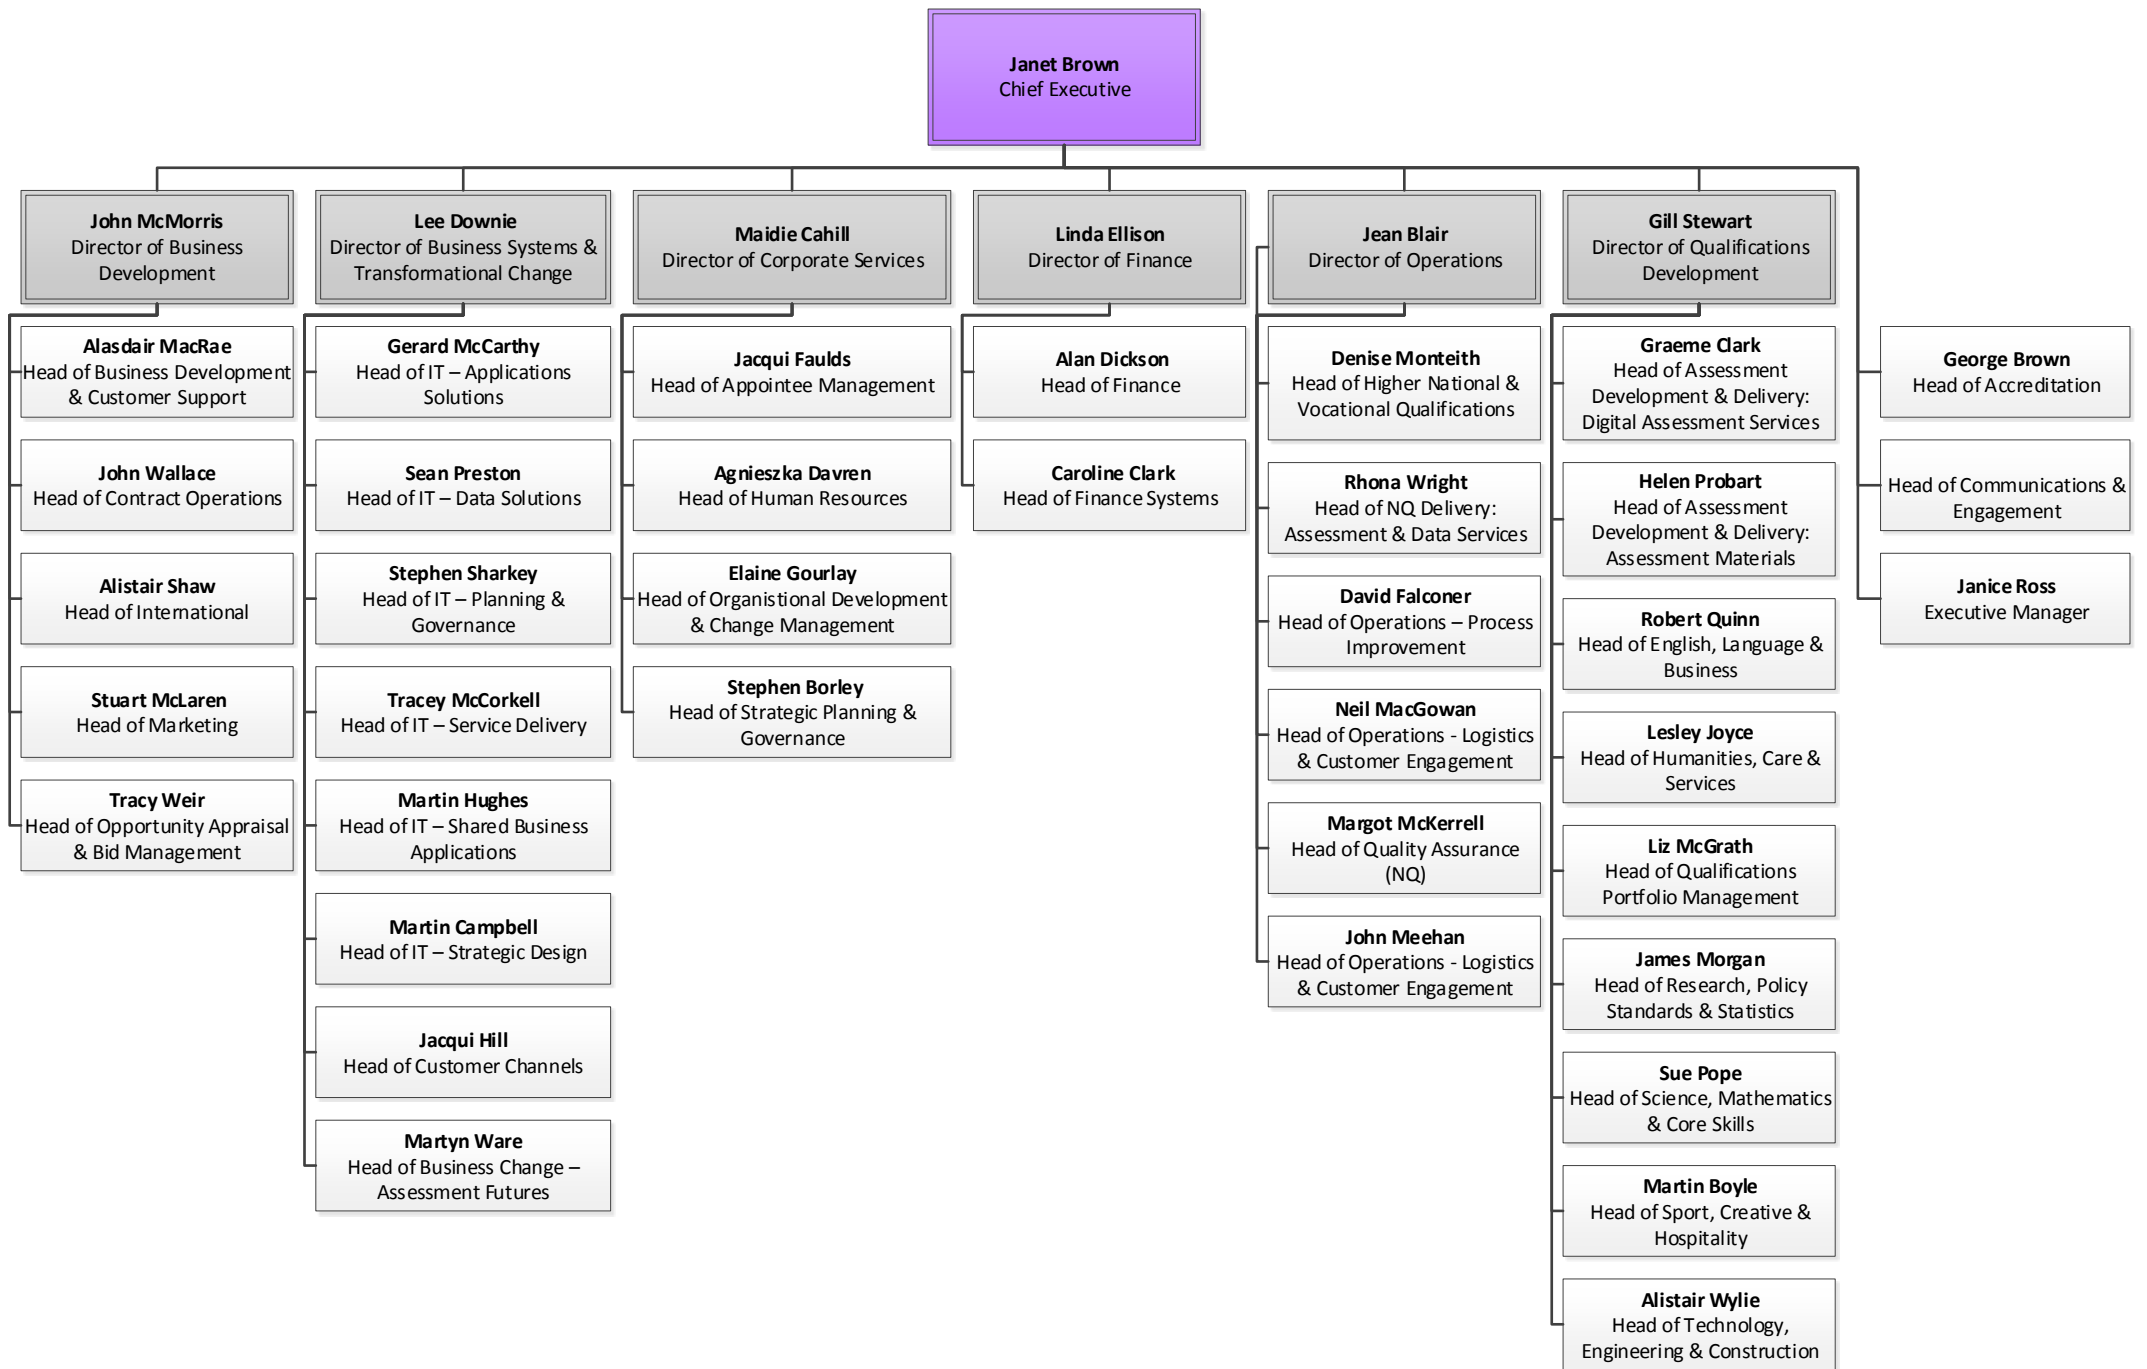 Janet Brown
Chief Executive
John McMorris
Director of Business
Development
Lee Downie
Director of Business Systems &
Transformational Change
Maidie Cahill
Director of Corporate Services
Linda Ellison
Director of Finance
Jean Blair
Director of Operations
Gill Stewart
Director of Qualifications
Development
Alasdair MacRae
Head of Business Development
& Customer Support
John Wallace
Head of Contract Operations
Alistair Shaw
Head of International
Stuart McLaren
Head of Marketing
Tracy Weir
Head of Opportunity Appraisal
& Bid Management
Gerard McCarthy
Head of IT – Applications
Solutions
Sean Preston
Head of IT – Data Solutions
Stephen Sharkey
Head of IT – Planning &
Governance
Tracey McCorkell
Head of IT – Service Delivery
Martin Hughes
Head of IT – Shared Business
Applications
Martin Campbell
Head of IT – Strategic Design
Jacqui Hill
Head of Customer Channels
Martyn Ware
Head of Business Change –
Assessment Futures
Jacqui Faulds
Head of Appointee Management
Agnieszka Davren
Head of Human Resources
Elaine Gourlay
Head of Organistional Development
& Change Management
Stephen Borley
Head of Strategic Planning &
Governance
Alan Dickson
Head of Finance
Caroline Clark
Head of Finance Systems
Denise Monteith
Head of Higher National &
Vocational Qualifications
Rhona Wright
Head of NQ Delivery:
Assessment & Data Services
David Falconer
Head of Operations – Process
Improvement
Neil MacGowan
Head of Operations - Logistics
& Customer Engagement
Margot McKerrell
Head of Quality Assurance
(NQ)
John Meehan
Head of Operations - Logistics
& Customer Engagement
Graeme Clark
Head of Assessment
Development & Delivery:
Digital Assessment Services
Helen Probart
Head of Assessment
Development & Delivery:
Assessment Materials
Robert Quinn
Head of English, Language &
Business
Lesley Joyce
Head of Humanities, Care &
Services
Liz McGrath
Head of Qualifications
Portfolio Management
James Morgan
Head of Research, Policy
Standards & Statistics
Sue Pope
Head of Science, Mathematics
& Core Skills
Martin Boyle
Head of Sport, Creative &
Hospitality
Alistair Wylie
Head of Technology,
Engineering & Construction
George Brown
Head of Accreditation
Head of Communications &
Engagement
Janice Ross
Executive Manager